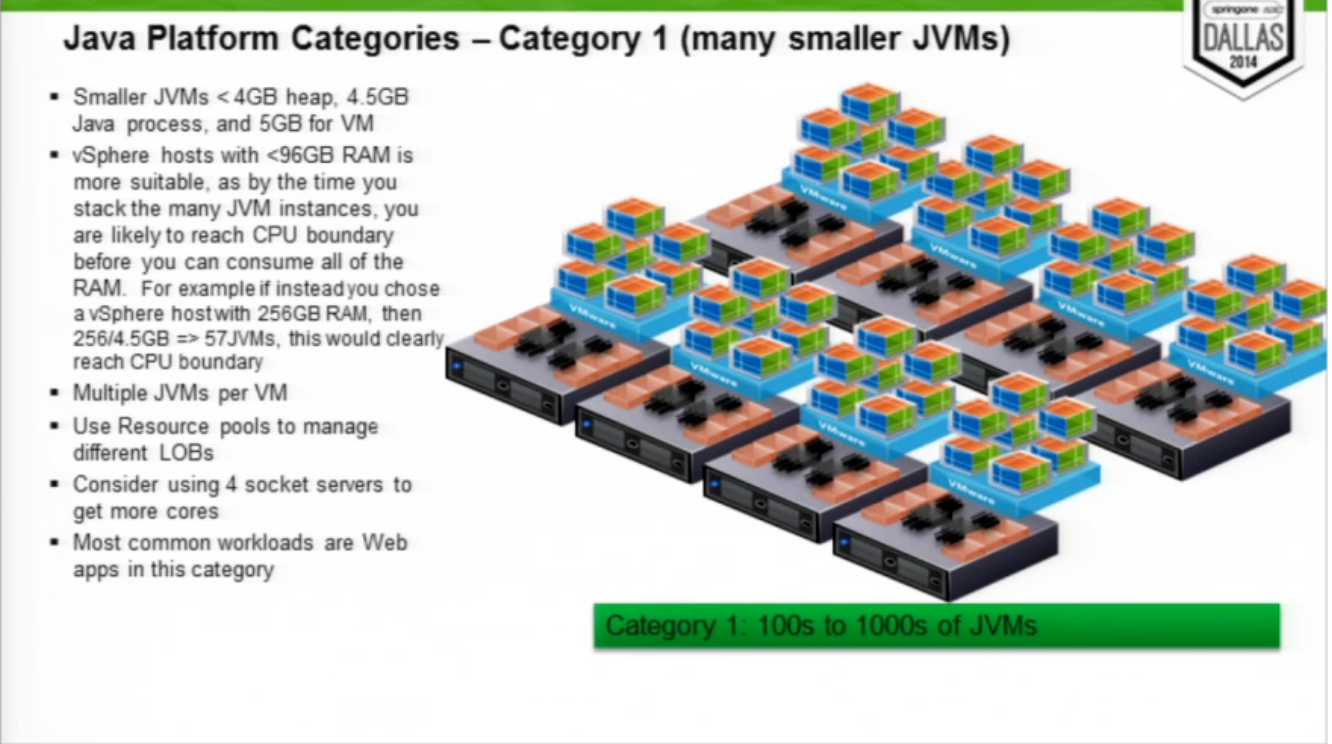 springone
DALLAS
2014
Java Platform Categories – Category 1 (many smaller JVMs)
▪ Smaller JVMs < 4GB heap, 4.5GB
Java process, and 5GB for VM
▪ vSphere hosts with <96GB RAM is
more suitable, as by the time you
stack the many JVM instances, you
are likely to reach CPU boundary
before you can consume all of the
RAM. For example if instead you chose
a vSphere host with 256GB RAM, then
256/4.5GB => 57JVMs, this would clearly
reach CPU boundary
▪ Multiple JVMs per VM
▪ Use Resource pools to manage
different LOBs
▪ Consider using 4 socket servers to
get more cores
▪ Most common workloads are Web
apps in this category
VMware
VMware
VMware
VMware
VMware
VMware
VMware
VMware
Category 1: 100s to 1000s of JVMs